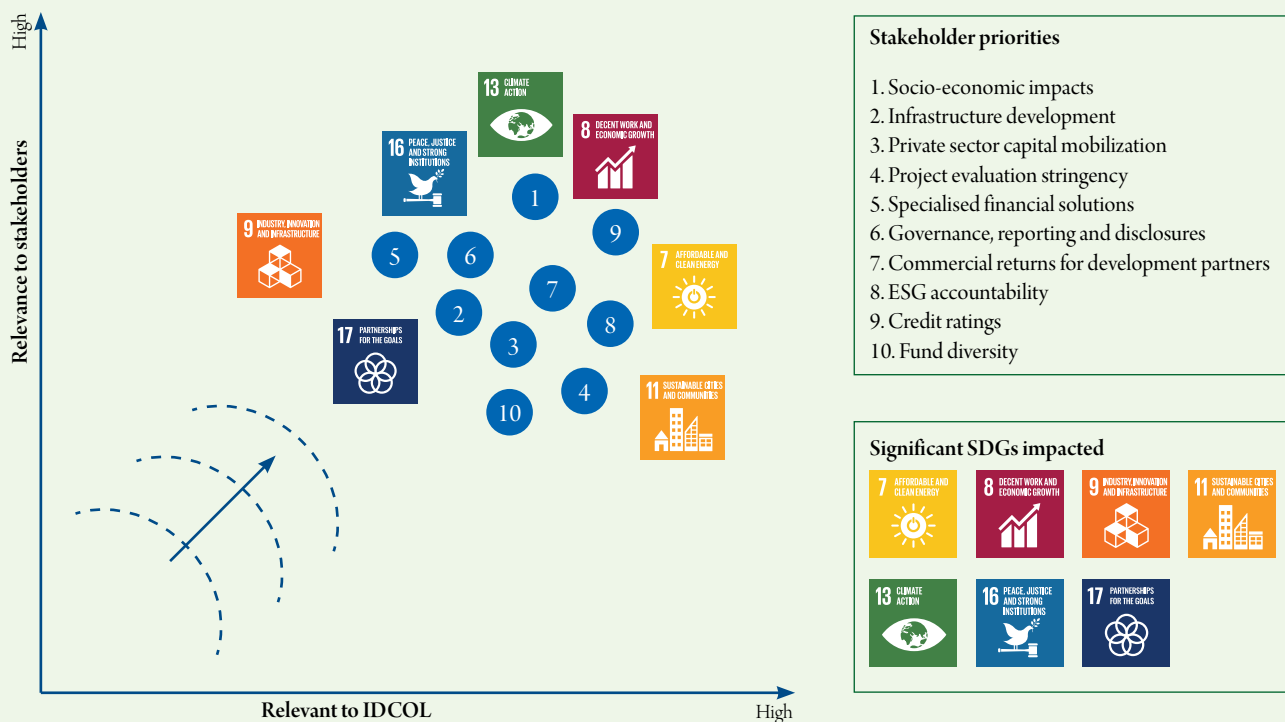 High
Relevance to stakeholders
13 CLIMATE
ACTION
8 DECENT WORK AND
ECONOMIC GROWTH
16 PEACE, JUSTICE
AND STRONG
INSTITUTIONS
1
9 INDUSTRY, INNOVATION
AND INFRASTRUCTURE
9
5
6
7 AFFORDABLE AND
CLEAN ENERGY
7
2
8
17 PARTNERSHIPS
FOR THE GOALS
3
4
11 SUSTAINABLE CITIES
AND COMMUNITIES
10
Relevant to IDCOL
High
Stakeholder priorities
1. Socio-economic impacts
2. Infrastructure development
3. Private sector capital mobilization
4. Project evaluation stringency
5. Specialised financial solutions
6. Governance, reporting and disclosures
7. Commercial returns for development partners
8. ESG accountability
9. Credit ratings
10. Fund diversity
Significant SDGs impacted
7 AFFORDABLE AND
CLEAN ENERGY
8 DECENT WORK AND
ECONOMIC GROWTH
9 INDUSTRY, INNOVATION
AND INFRASTRUCTURE
11 SUSTAINABLE CITIES
AND COMMUNITIES
13 CLIMATE
ACTION
16 PEACE, JUSTICE
AND STRONG
INSTITUTIONS
17 PARTNERSHIPS
FOR THE GOALS